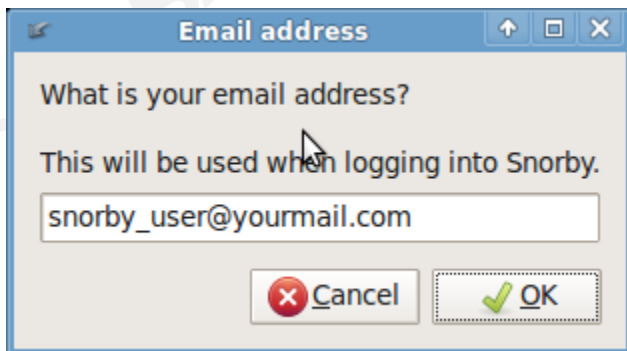 Email address
What is your email address?
This will be used when logging into Snorby.
snorby_user@yourmail.com
Cancel
OK